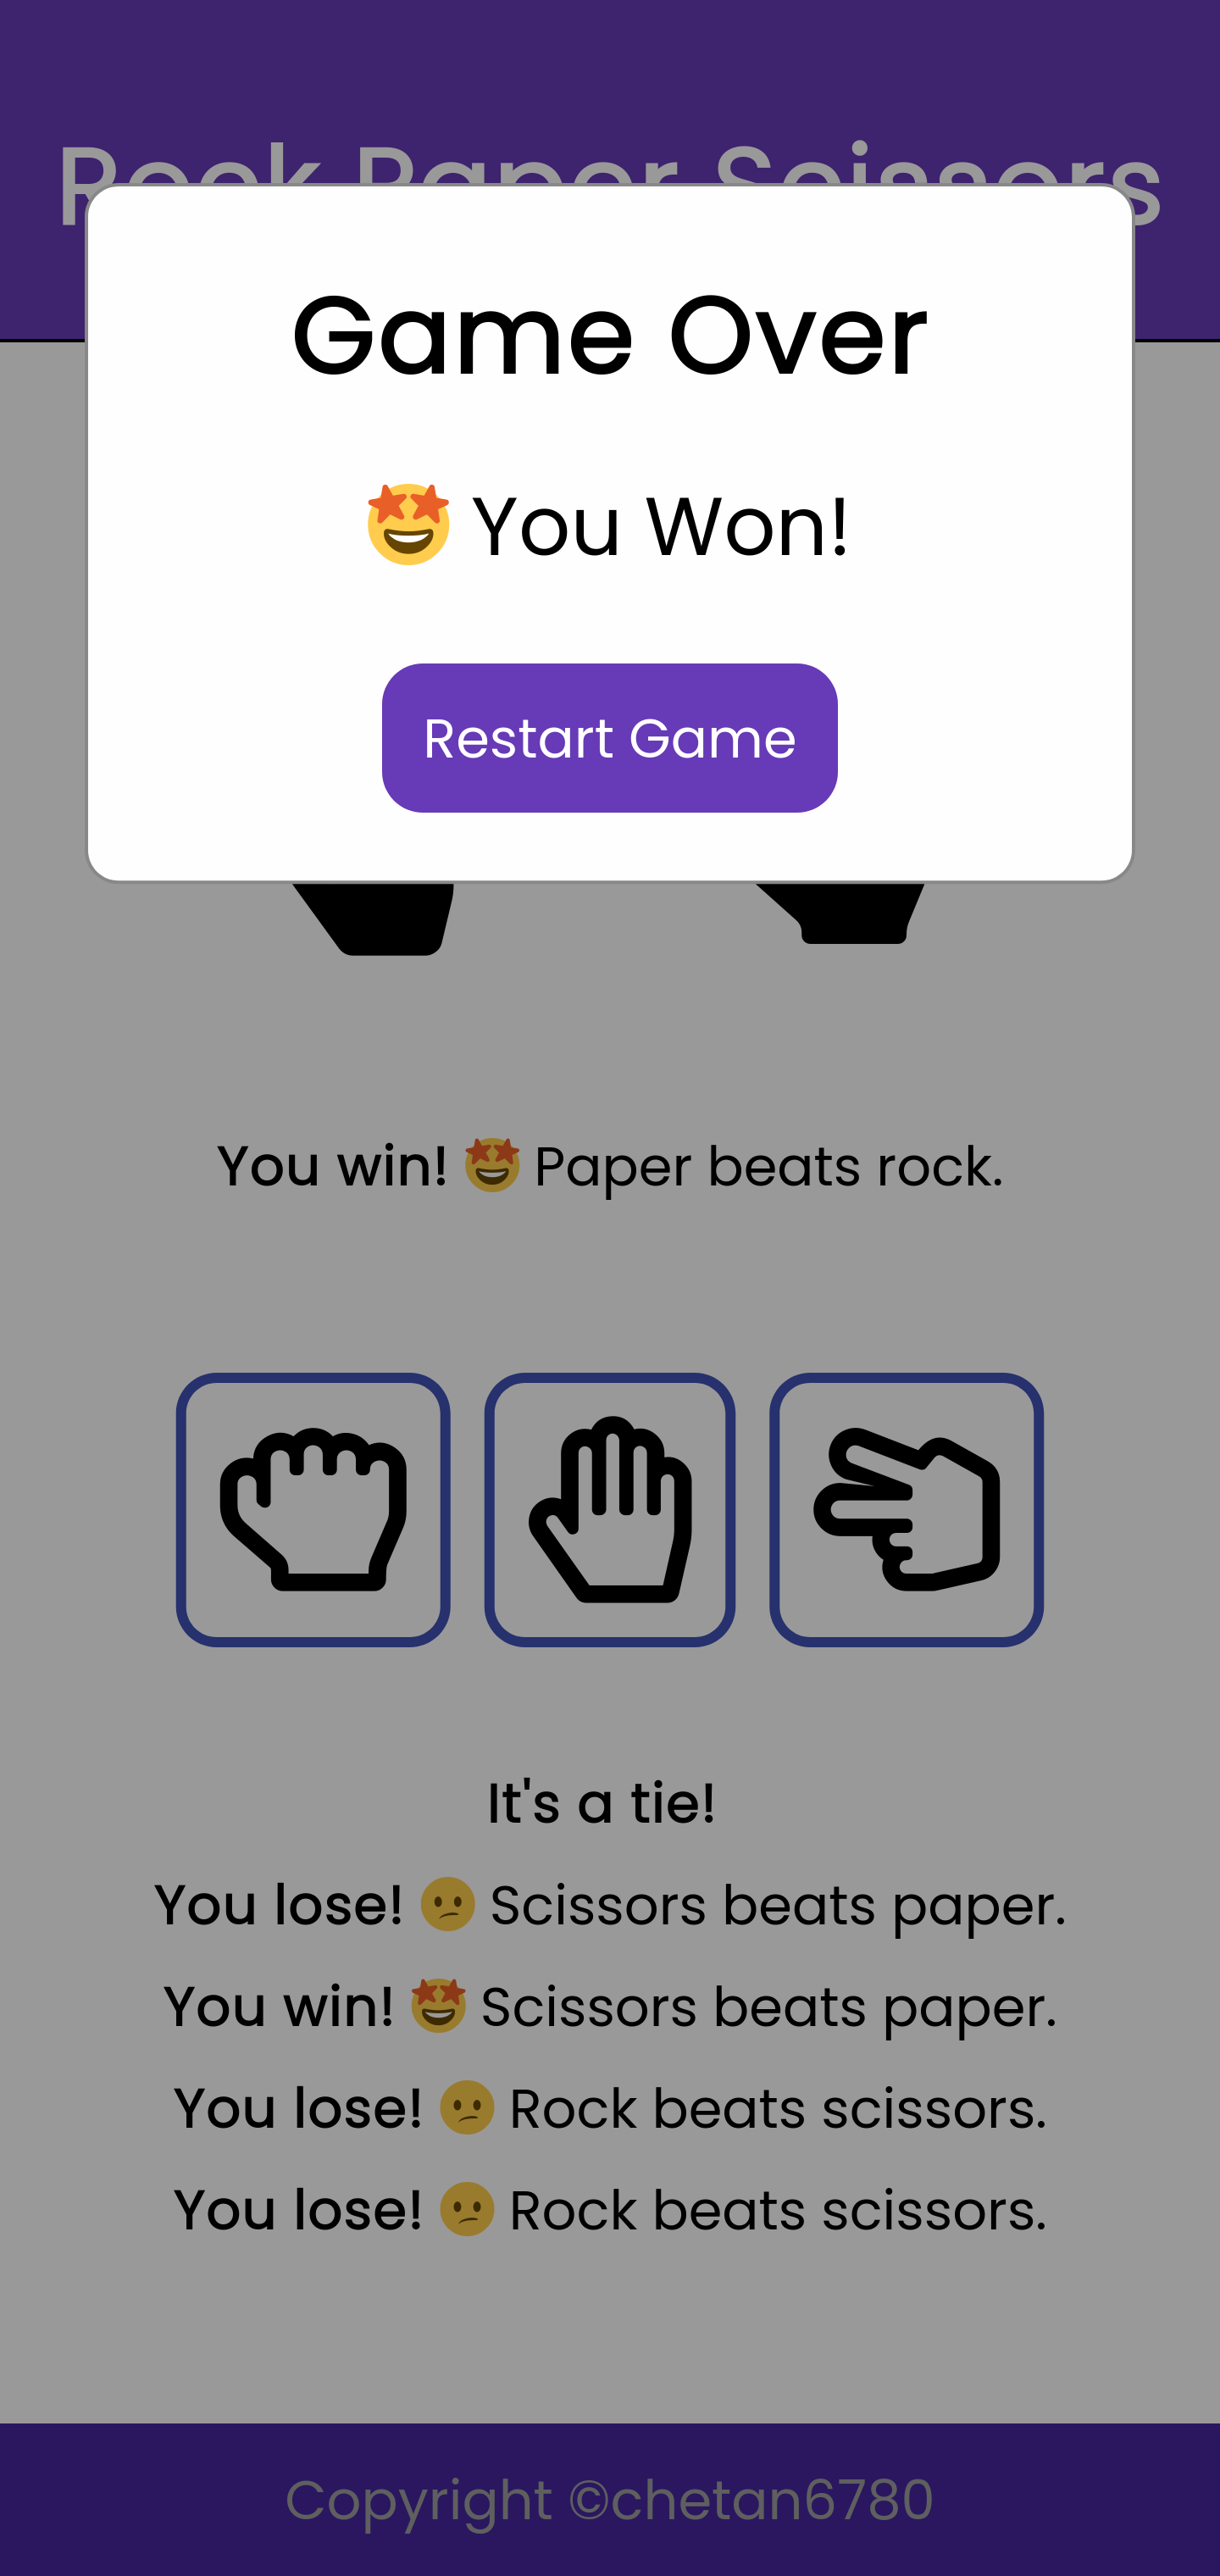 Rock Paper Scissors
Game Over
🤩 You Won!
Restart Game
You win! 🤩 Paper beats rock.
It's a tie!
You lose! 🫤 Scissors beats paper.
You win! 🤩 Scissors beats paper.
You lose! 🫤 Rock beats scissors.
You lose! 🫤 Rock beats scissors.
Copyright ©chetan6780